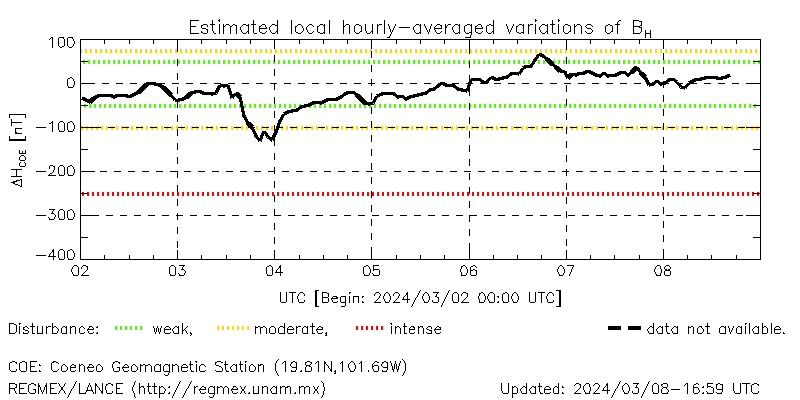 Estimated local hourly-averaged variations of B_H
100
0
-100
-200
-300
-400
ΔH_COE [nT]
02 03 04 05 06 07 08
UTC [Begin: 2024/03/02 00:00 UTC]
Disturbance: weak, moderate, intense data not available.
COE: Coeneo Geomagnetic Station (19.81N,101.69W)
REGMEX/LANCE (http://regmex.unam.mx) Updated: 2024/03/08-16:59 UTC